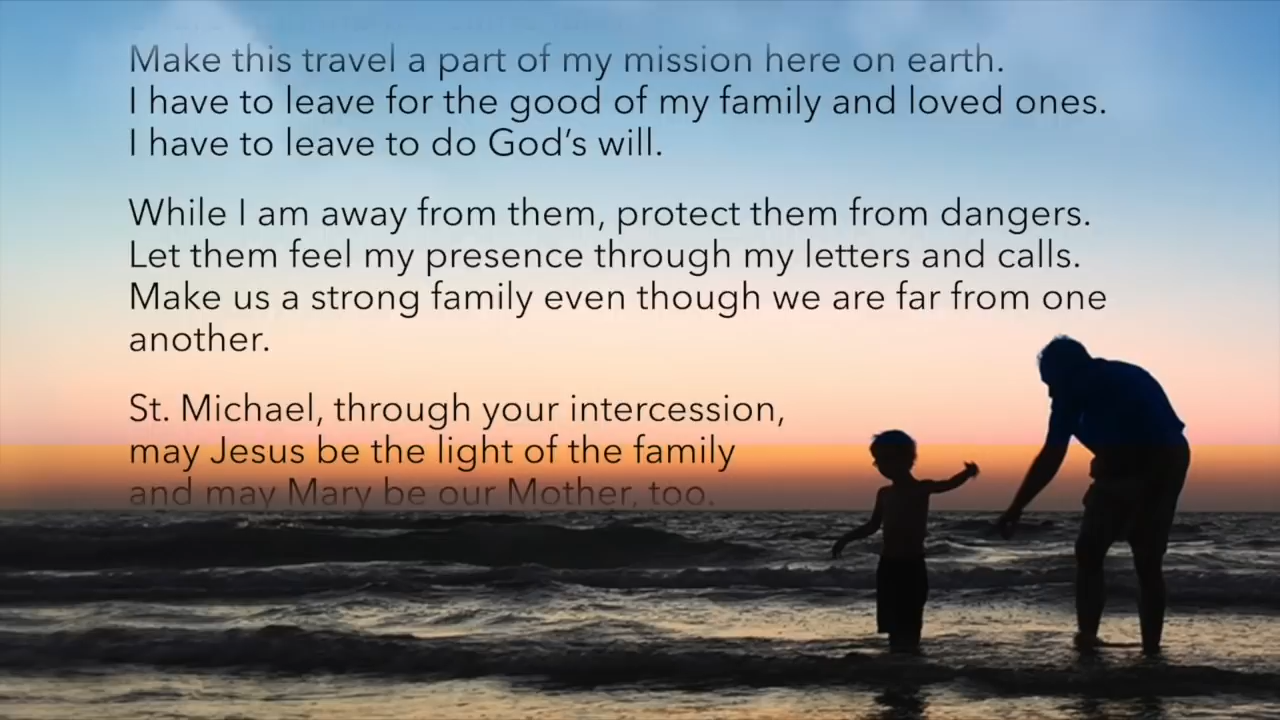 Make this travel a part of my mission here on earth.
I have to leave for the good of my family and loved ones.
I have to leave to do God’s will.
While I am away from them, protect them from dangers.
Let them feel my presence through my letters and calls.
Make us a strong family even though we are far from one
another.
St. Michael, through your intercession,
may Jesus be the light of the family
and may Mary be our Mother, too.